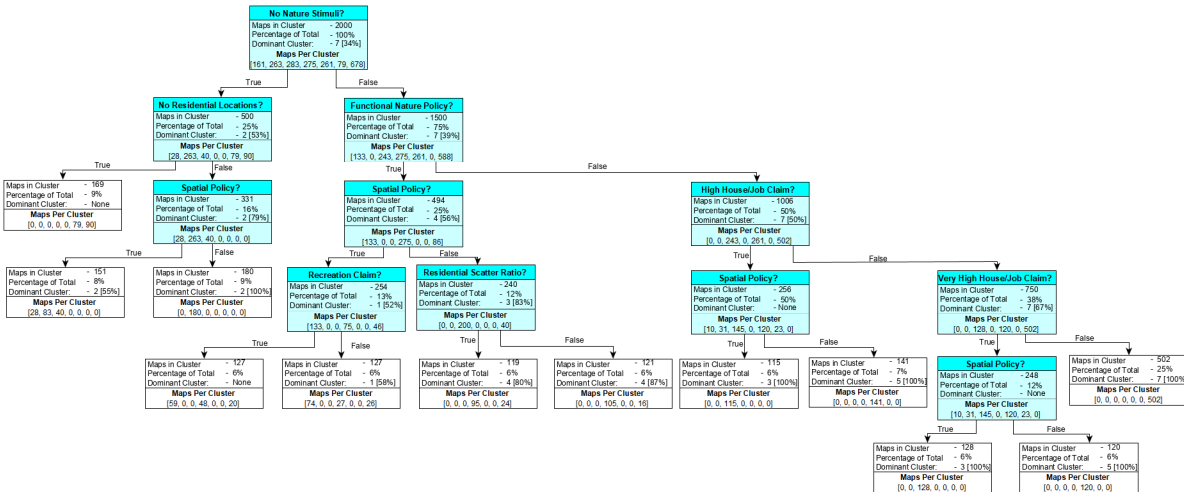 No Nature Stimuli?
Maps in Cluster - 2000
Percentage of Total - 100%
Dominant Cluster: - 7 [34%]
Maps Per Cluster
[161, 263, 283, 275, 261, 79, 678]
True
False
No Residential Locations?
Maps in Cluster - 500
Percentage of Total - 25%
Dominant Cluster: - 2 [53%]
Maps Per Cluster
[28, 263, 40, 0, 0, 79, 90]
Functional Nature Policy?
Maps in Cluster - 1500
Percentage of Total - 75%
Dominant Cluster: - 7 [39%]
Maps Per Cluster
[133, 0, 243, 275, 261, 0, 588]
True
False
True
False
Maps in Cluster - 169
Percentage of Total - 9%
Dominant Cluster: - None
Maps Per Cluster
[0, 0, 0, 0, 0, 79, 90]
Spatial Policy?
Maps in Cluster - 331
Percentage of Total - 16%
Dominant Cluster: - 2 [79%]
Maps Per Cluster
[28, 263, 40, 0, 0, 0, 0]
Spatial Policy?
Maps in Cluster - 494
Percentage of Total - 25%
Dominant Cluster: - 4 [56%]
Maps Per Cluster
[133, 0, 0, 275, 0, 0, 86]
High House/Job Claim?
Maps in Cluster - 1006
Percentage of Total - 50%
Dominant Cluster: - 7 [50%]
Maps Per Cluster
[0, 0, 243, 0, 261, 0, 502]
True
False
True
False
True
False
Maps in Cluster - 151
Percentage of Total - 8%
Dominant Cluster: - 2 [55%]
Maps Per Cluster
[28, 83, 40, 0, 0, 0, 0]
Maps in Cluster - 180
Percentage of Total - 9%
Dominant Cluster: - 2 [100%]
Maps Per Cluster
[0, 180, 0, 0, 0, 0, 0]
Recreation Claim?
Maps in Cluster - 254
Percentage of Total - 13%
Dominant Cluster: - 1 [52%]
Maps Per Cluster
[133, 0, 0, 75, 0, 0, 46]
Residential Scatter Ratio?
Maps in Cluster - 240
Percentage of Total - 12%
Dominant Cluster: - 3 [83%]
Maps Per Cluster
[0, 0, 200, 0, 0, 0, 40]
Spatial Policy?
Maps in Cluster - 256
Percentage of Total - 50%
Dominant Cluster: - None
Maps Per Cluster
[10, 31, 145, 0, 120, 23, 0]
Very High House/Job Claim?
Maps in Cluster - 750
Percentage of Total - 38%
Dominant Cluster: - 7 [67%]
Maps Per Cluster
[0, 0, 128, 0, 120, 0, 502]
True
False
True
False
True
False
True
False
Maps in Cluster - 127
Percentage of Total - 6%
Dominant Cluster: - None
Maps Per Cluster
[59, 0, 0, 48, 0, 0, 20]
Maps in Cluster - 127
Percentage of Total - 6%
Dominant Cluster: - 1 [58%]
Maps Per Cluster
[74, 0, 0, 27, 0, 0, 26]
Maps in Cluster - 119
Percentage of Total - 6%
Dominant Cluster: - 4 [80%]
Maps Per Cluster
[0, 0, 0, 95, 0, 0, 24]
Maps in Cluster - 121
Percentage of Total - 6%
Dominant Cluster: - 4 [87%]
Maps Per Cluster
[0, 0, 0, 105, 0, 0, 16]
Maps in Cluster - 115
Percentage of Total - 6%
Dominant Cluster: - 3 [100%]
Maps Per Cluster
[0, 0, 115, 0, 0, 0, 0]
Maps in Cluster - 141
Percentage of Total - 7%
Dominant Cluster: - 5 [100%]
Maps Per Cluster
[0, 0, 0, 0, 141, 0, 0]
Spatial Policy?
Maps in Cluster - 248
Percentage of Total - 12%
Dominant Cluster: - None
Maps Per Cluster
[10, 31, 145, 0, 120, 23, 0]
Maps in Cluster - 502
Percentage of Total - 25%
Dominant Cluster: - 7 [100%]
Maps Per Cluster
[0, 0, 0, 0, 0, 0, 502]
True
False
Maps in Cluster - 128
Percentage of Total - 6%
Dominant Cluster: - 3 [100%]
Maps Per Cluster
[0, 0, 128, 0, 0, 0, 0]
Maps in Cluster - 120
Percentage of Total - 6%
Dominant Cluster: - 5 [100%]
Maps Per Cluster
[0, 0, 0, 0, 120, 0, 0]